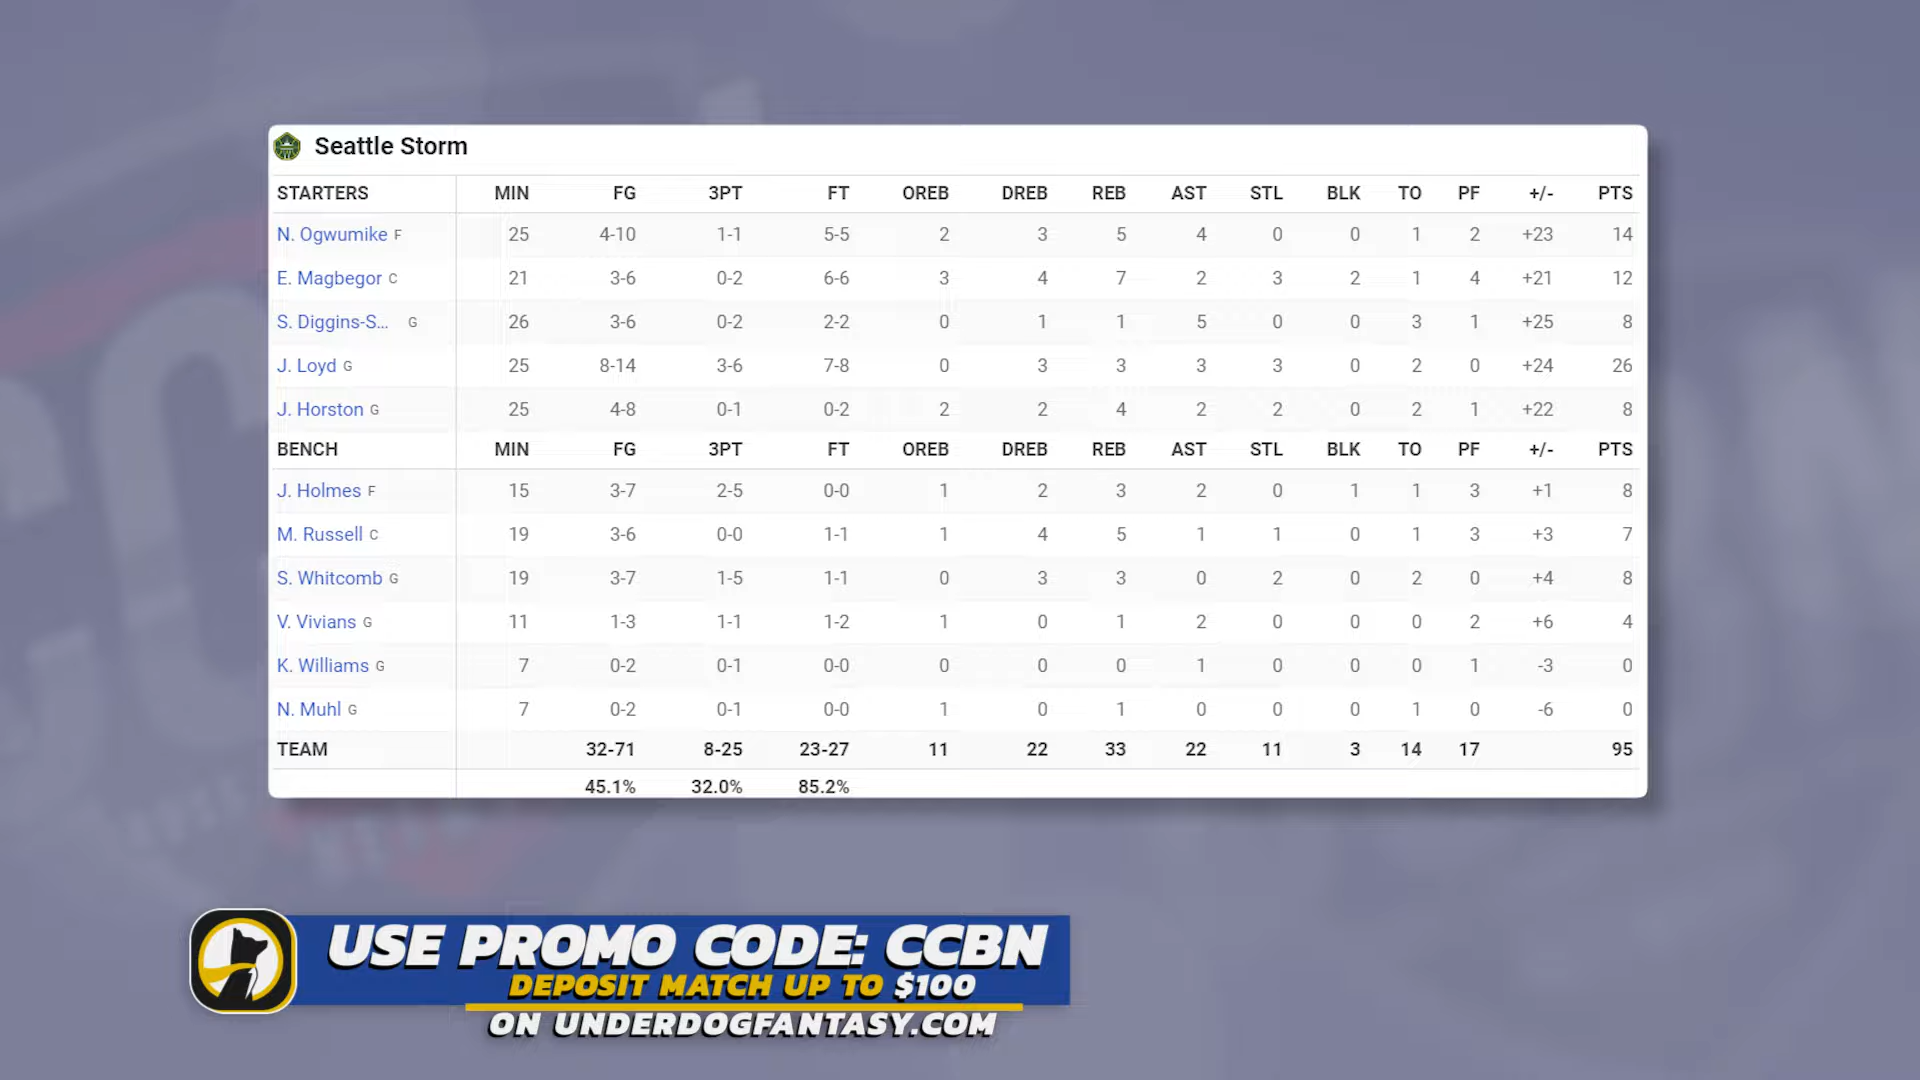 Seattle Storm
STARTERS MIN FG 3PT FT OREB DREB REB AST STL BLK TO PF +/- PTS
N. Ogwumike F 25 4-10 1-1 5-5 2 3 5 4 0 0 1 2 +23 14
E. Magbegor C 21 3-6 0-2 6-6 3 4 7 2 3 2 1 4 +21 12
S. Diggins-S... G 26 3-6 0-2 2-2 0 1 1 5 0 0 3 1 +25 8
J. Loyd G 25 8-14 3-6 7-8 0 3 3 3 3 0 2 0 +24 26
J. Horston G 25 4-8 0-1 0-2 2 2 4 2 2 0 2 1 +22 8
BENCH MIN FG 3PT FT OREB DREB REB AST STL BLK TO PF +/- PTS
J. Holmes F 15 3-7 2-5 0-0 1 2 3 2 0 1 1 3 +1 8
M. Russell C 19 3-6 0-0 1-1 1 4 5 1 1 0 1 3 +3 7
S. Whitcomb G 19 3-7 1-5 1-1 0 3 3 0 2 0 2 0 +4 8
V. Vivians G 11 1-3 1-1 1-2 1 0 1 2 0 0 0 2 +6 4
K. Williams G 7 0-2 0-1 0-0 0 0 0 1 0 0 0 1 -3 0
N. Muhl G 7 0-2 0-1 0-0 1 0 1 0 0 0 1 0 -6 0
TEAM 32-71 8-25 23-27 11 22 33 22 11 3 14 17 95
45.1% 32.0% 85.2%
USE PROMO CODE: CCBN
DEPOSIT MATCH UP TO $100
ON UNDERDOGFANTASY.COM